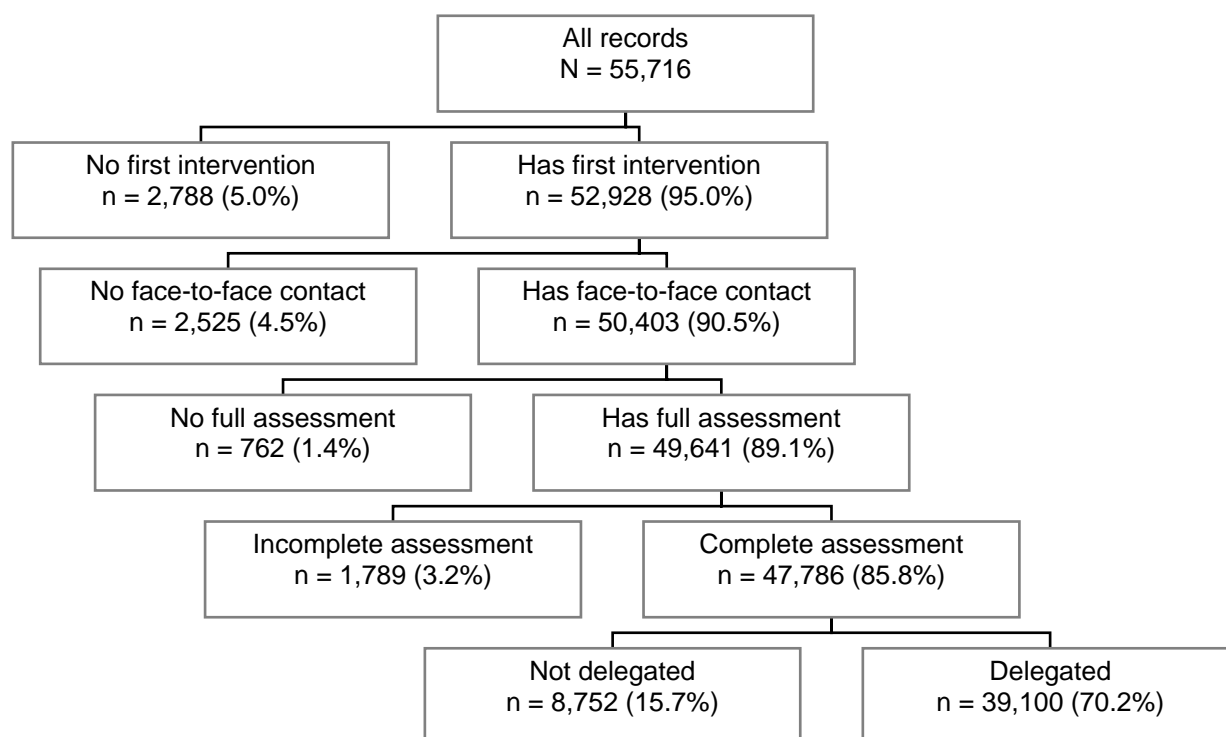 All records
N = 55,716
No first intervention
n = 2,788 (5.0%)
Has first intervention
n = 52,928 (95.0%)
No face-to-face contact
n = 2,525 (4.5%)
Has face-to-face contact
n = 50,403 (90.5%)
No full assessment
n = 762 (1.4%)
Has full assessment
n = 49,641 (89.1%)
Incomplete assessment
n = 1,789 (3.2%)
Complete assessment
n = 47,786 (85.8%)
Not delegated
n = 8,752 (15.7%)
Delegated
n = 39,100 (70.2%)